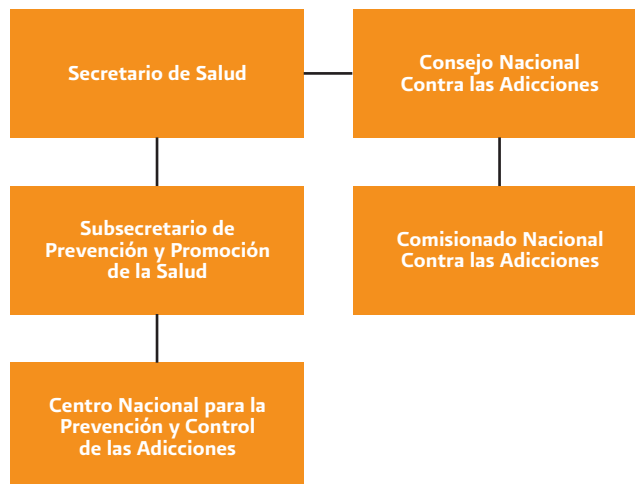 Secretario de Salud
Consejo Nacional
Contra las Adicciones
Subsecretario de
Prevención y Promoción
de la Salud
Comisionado Nacional
Contra las Adicciones
Centro Nacional para la
Prevención y Control
de las Adicciones